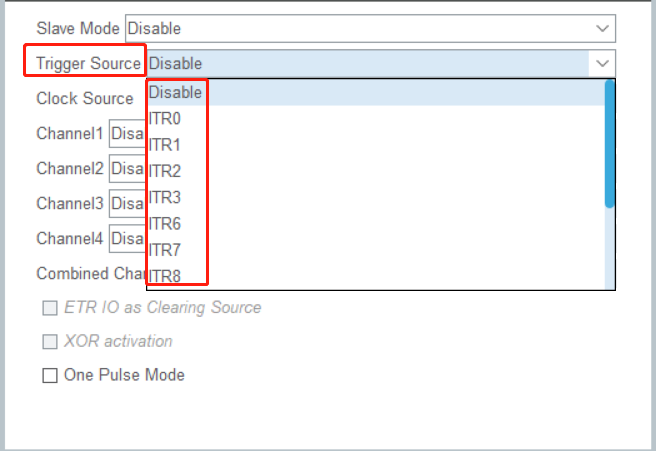 Slave Mode Disable
Trigger Source Disable
Disable
Clock Source
ITR0
Channel1 Disa
ITR1
Channel2 Disa
ITR2
Channel3 Disa
ITR3
ITR6
Channel4 Disa
ITR7
Combined Chan
ITR8
ETR IO as Clearing Source
XOR activation
One Pulse Mode